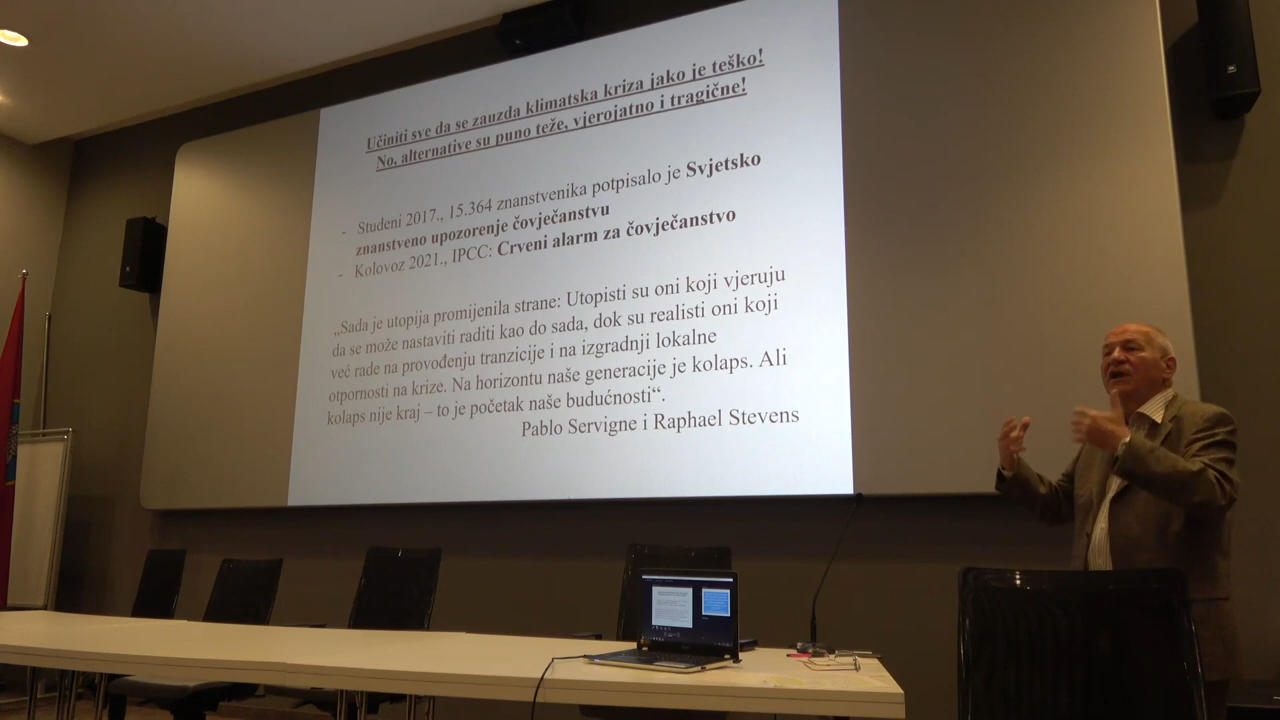 Učiniti sve da se zauzda klimatska kriza jako je teško!
No, alternative su puno teže, vjerojatno i tragične!
- Studeni 2017., 15.364 znanstvenika potpisalo je Svjetsko
znanstveno upozorenje čovječanstvu
- Kolovoz 2021., IPCC: Crveni alarm za čovječanstvo
„Sada je utopija promijenila strane: Utopisti su oni koji vjeruju
da se može nastaviti raditi kao do sada, dok su realisti oni koji
već rade na provođenju tranzicije i na izgradnji lokalne
otpornosti na krize. Na horizontu naše generacije je kolaps. Ali
kolaps nije kraj – to je početak naše budućnosti“.
Pablo Servigne i Raphael Stevens